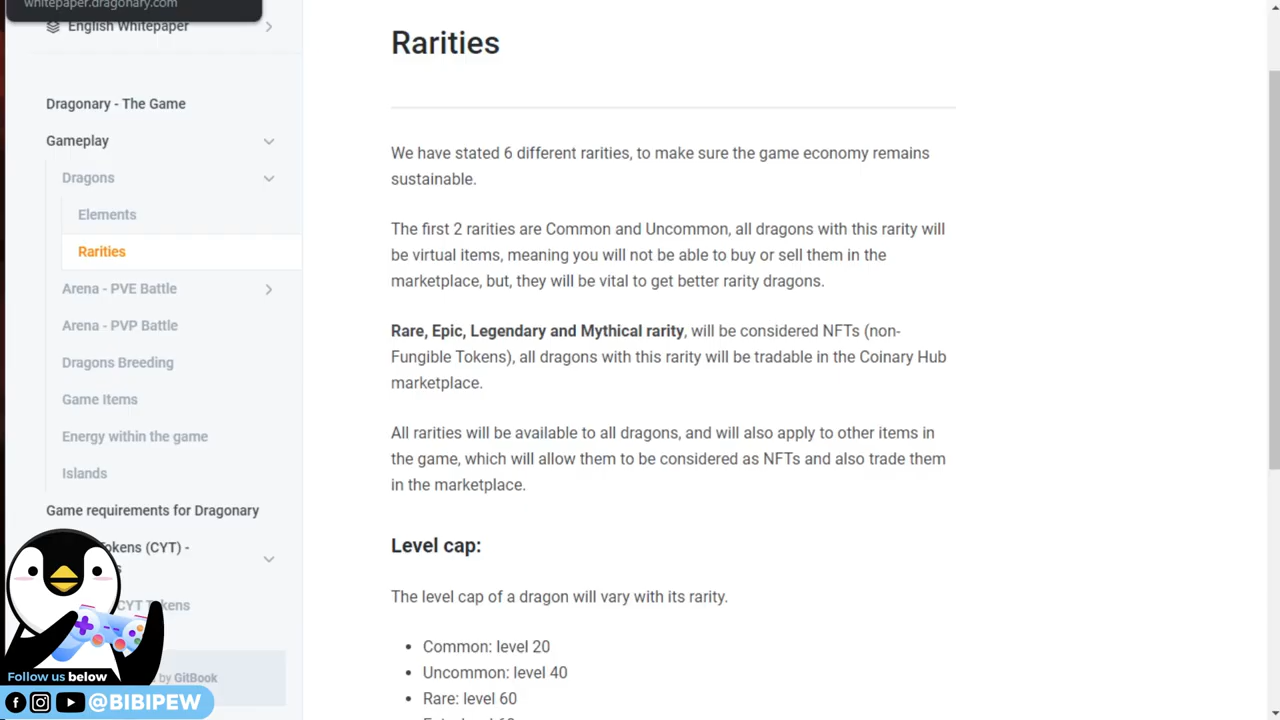 whitepaper.dragonary.com
English Whitepaper
Dragonary - The Game
Gameplay
Dragons
Elements
Rarities
Arena - PVE Battle
Arena - PVP Battle
Dragons Breeding
Game Items
Energy within the game
Islands
Game requirements for Dragonary
okens (CYT) -
CYT Tokens
by GitBook
Follow us below
@BIBIPEW
Rarities
We have stated 6 different rarities, to make sure the game economy remains
sustainable.
The first 2 rarities are Common and Uncommon, all dragons with this rarity will
be virtual items, meaning you will not be able to buy or sell them in the
marketplace, but, they will be vital to get better rarity dragons.
Rare, Epic, Legendary and Mythical rarity, will be considered NFTs (non-
Fungible Tokens), all dragons with this rarity will be tradable in the Coinary Hub
marketplace.
All rarities will be available to all dragons, and will also apply to other items in
the game, which will allow them to be considered as NFTs and also trade them
in the marketplace.
Level cap:
The level cap of a dragon will vary with its rarity.
• Common: level 20
• Uncommon: level 40
• Rare: level 60